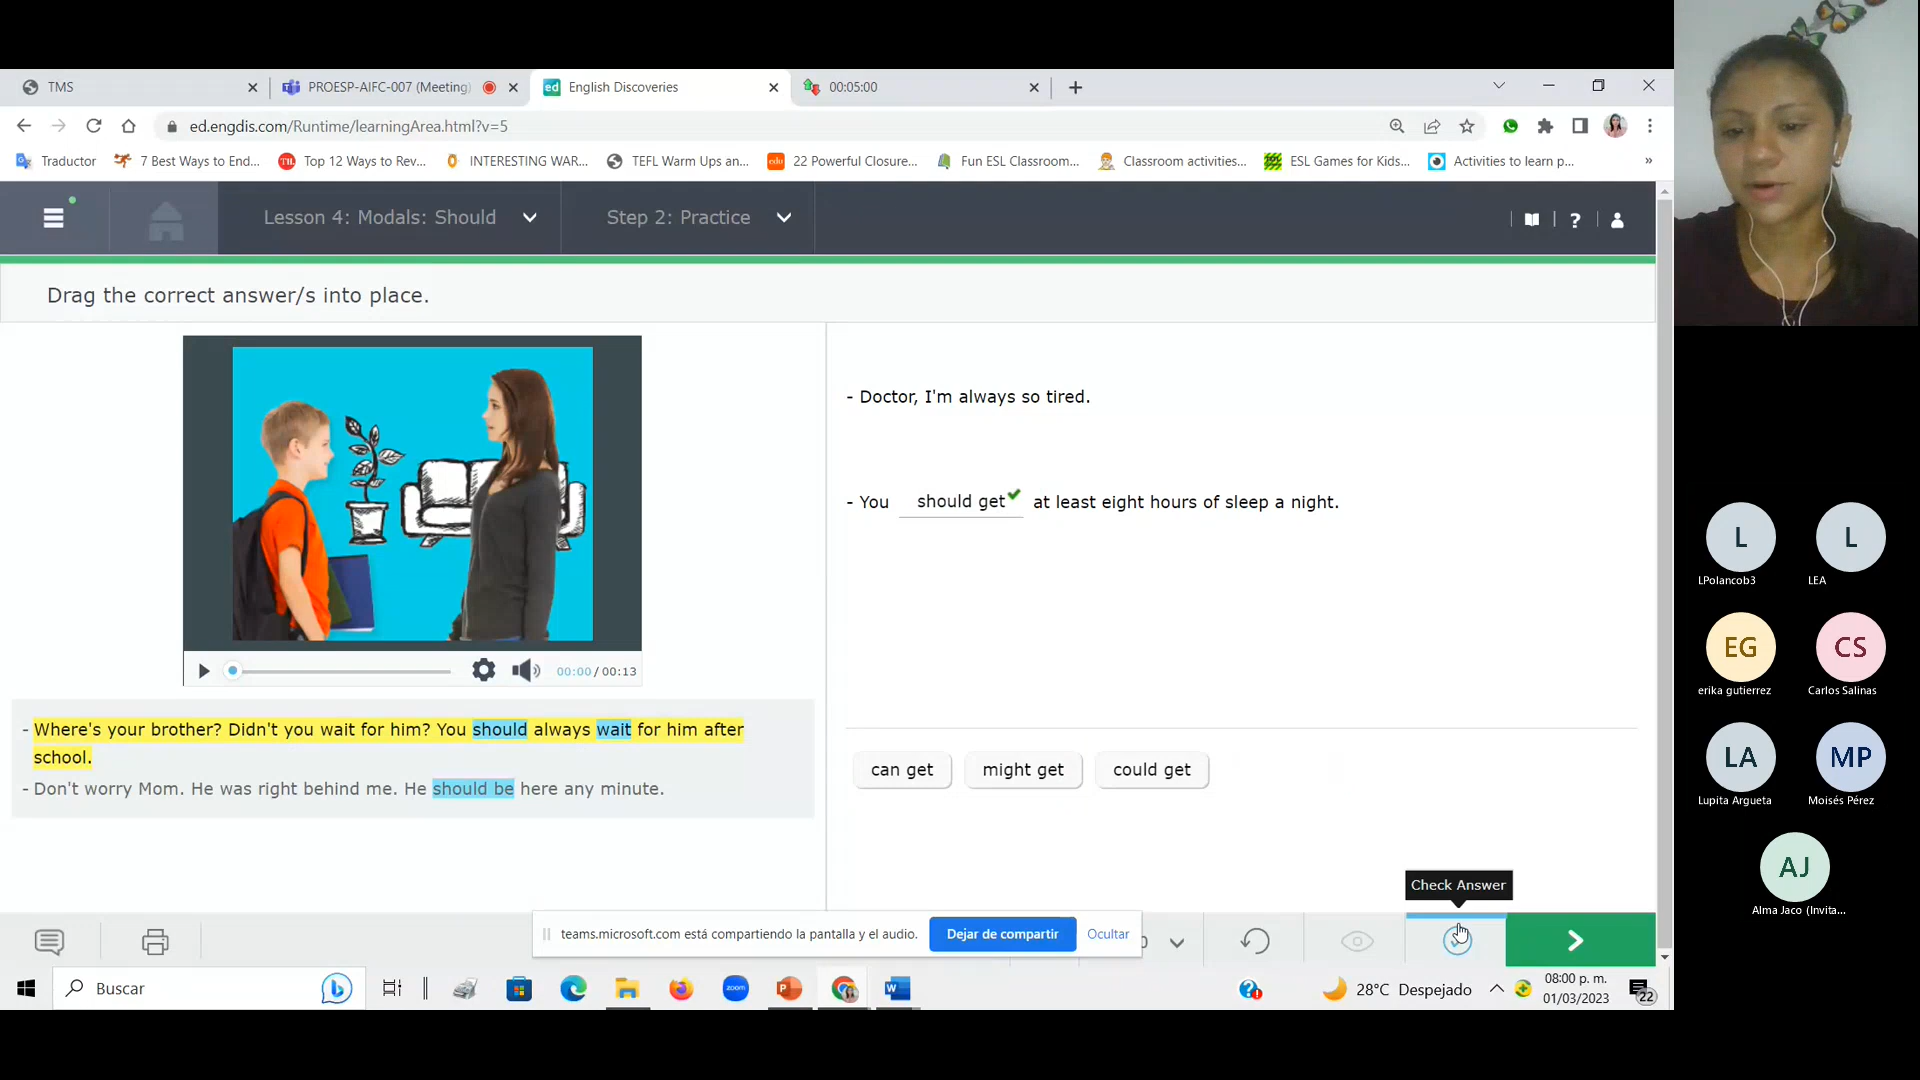 TMS
PROESP-AIFC-007 (Meeting)
ed English Discoveries
00:05:00
ed.engdis.com/Runtime/learningArea.html?v=5
Traductor
7 Best Ways to End...
TU Top 12 Ways to Rev...
INTERESTING WAR...
TEFL Warm Ups an...
edu 22 Powerful Closure...
Fun ESL Classroom...
Classroom activities...
ESL Games for Kids...
Activities to learn p...
»
Lesson 4: Modals: Should
Step 2: Practice
?
Drag the correct answer/s into place.
00:00 / 00:13
- Where's your brother? Didn't you wait for him? You should always wait for him after
school.
- Don't worry Mom. He was right behind me. He should be here any minute.
- Doctor, I'm always so tired.
- You should get at least eight hours of sleep a night.
can get
might get
could get
Check Answer
teams.microsoft.com está compartiendo la pantalla y el audio.
Dejar de compartir
Ocultar
Buscar
zoom
P
W
28°C Despejado
08:00 p. m.
01/03/2023
22
L
LPolancob3
L
LEA
EG
erika gutierrez
CS
Carlos Salinas
LA
Lupita Argueta
MP
Moisés Pérez
AJ
Alma Jaco (Invita...